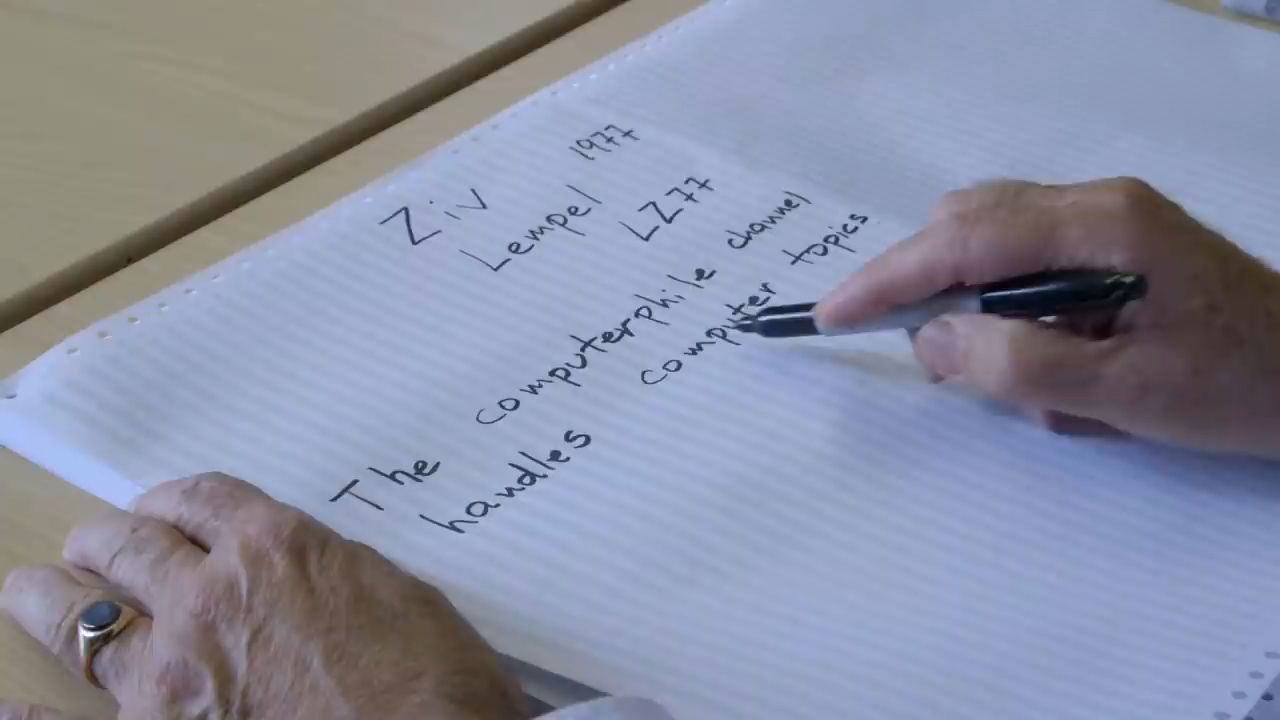 Ziv 1977
Lempel LZ77
The computerphile channel
handles computer topics.